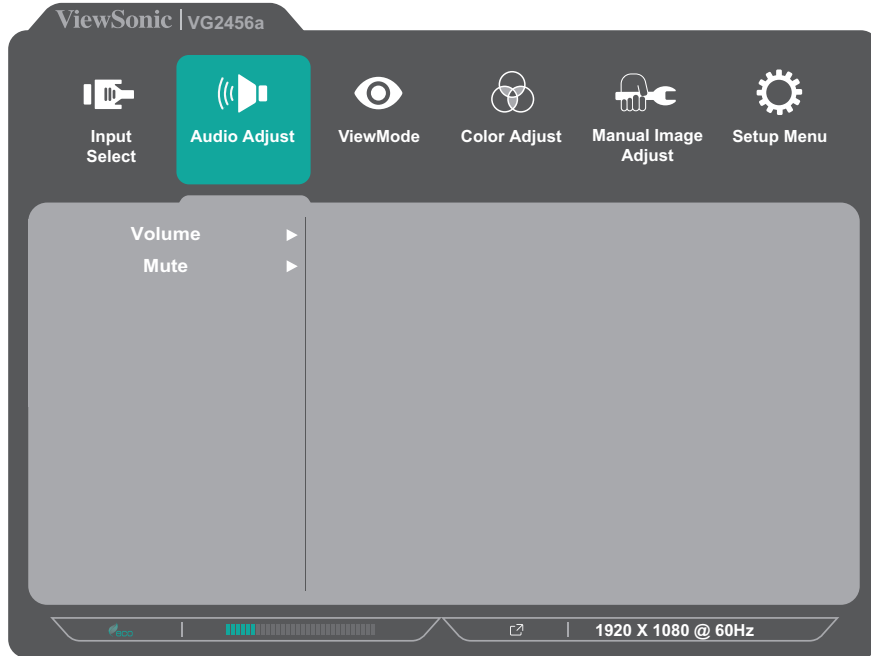 ViewSonic | VG2456a
Input
Select
Audio Adjust
ViewMode
Color Adjust
Manual Image
Adjust
Setup Menu
Volume
Mute
eco
1920 X 1080 @ 60Hz